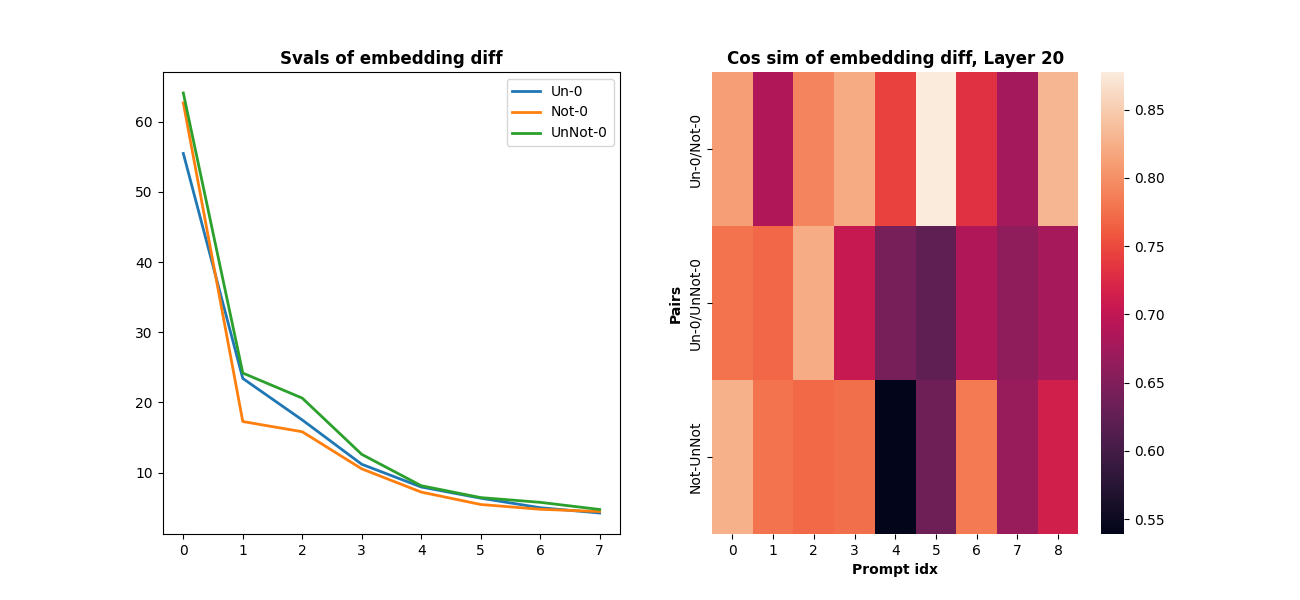 Svals of embedding diff
60
50
40
30
20
10
0 1 2 3 4 5 6 7
Un-0
Not-0
UnNot-0
Cos sim of embedding diff, Layer 20
Pairs
Un-0/Not-0
Un-0/UnNot-0
Not-UnNot
0 1 2 3 4 5 6 7 8
Prompt idx
0.85
0.80
0.75
0.70
0.65
0.60
0.55